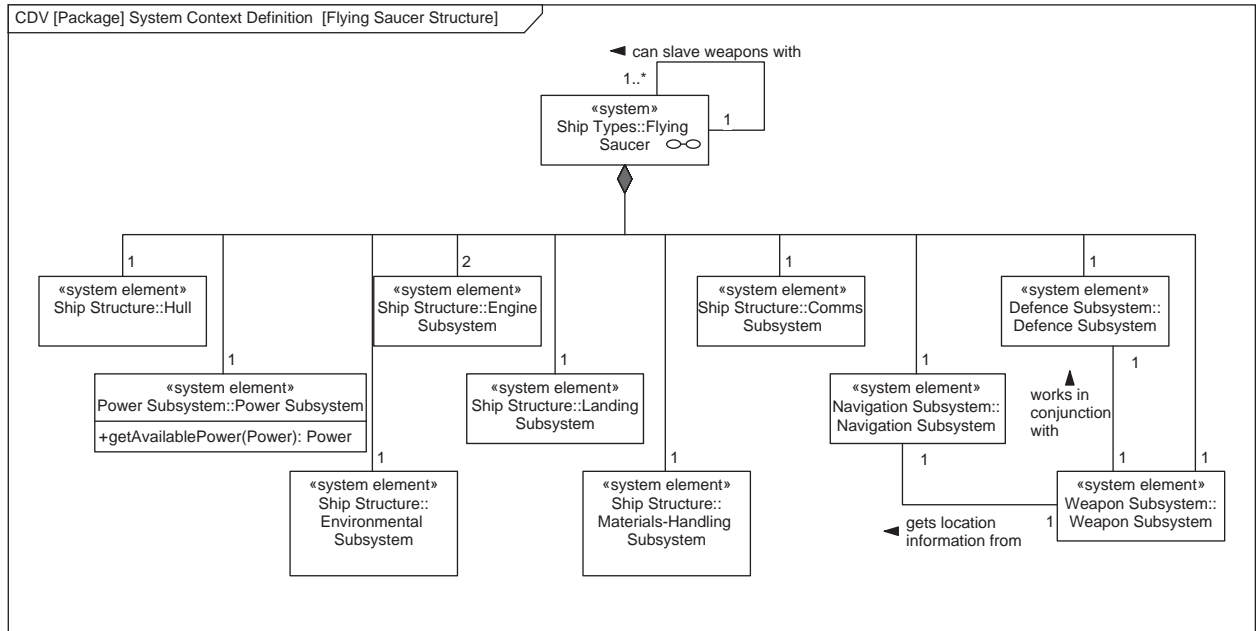 CDV [Package] System Context Definition [Flying Saucer Structure]
◄ can slave weapons with
1..*
«system»
Ship Types::Flying
Saucer
1
1
«system element»
Ship Structure::Hull
2
«system element»
Ship Structure::Engine
Subsystem
1
«system element»
Ship Structure::Comms
Subsystem
1
«system element»
Defence Subsystem::
Defence Subsystem
1
«system element»
Power Subsystem::Power Subsystem
+getAvailablePower(Power): Power
1
«system element»
Ship Structure::Landing
Subsystem
1
«system element»
Navigation Subsystem::
Navigation Subsystem
1
1
▲
works in
conjunction
with
1
«system element»
Ship Structure::
Environmental
Subsystem
1
«system element»
Ship Structure::
Materials-Handling
Subsystem
1
1
«system element»
Weapon Subsystem::
Weapon Subsystem
1
◄ gets location
information from